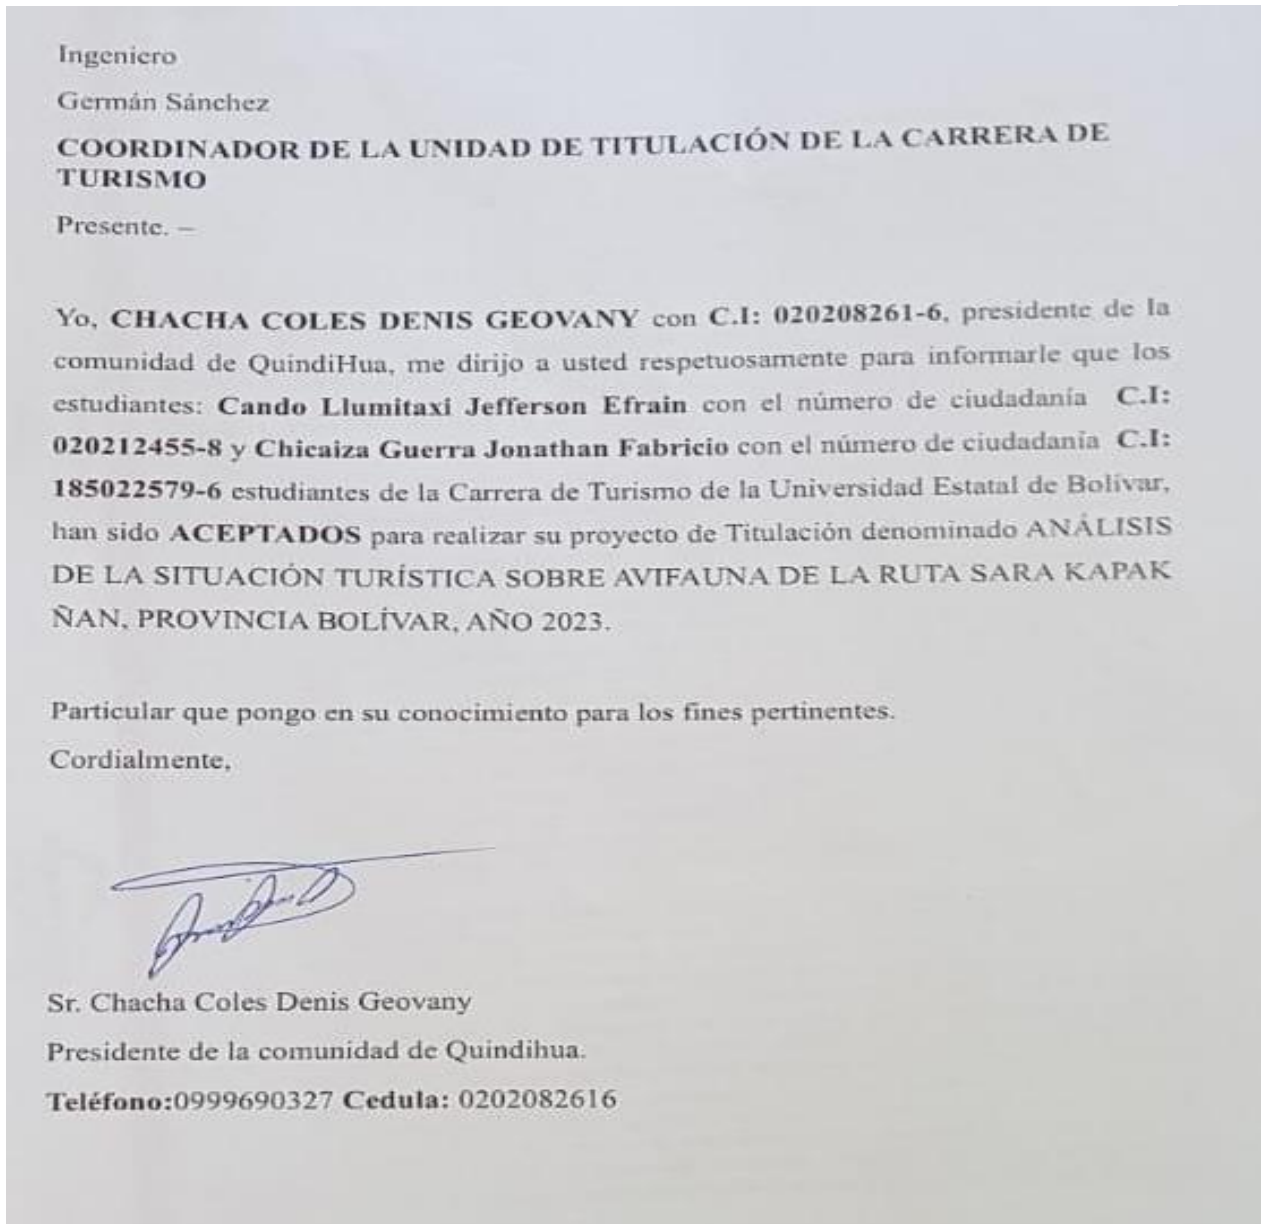 Ingeniero
Germán Sánchez
COORDINADOR DE LA UNIDAD DE TITULACIÓN DE LA CARRERA DE
TURISMO
Presente. –
Yo, CHACHA COLES DENIS GEOVANY con C.I: 020208261-6, presidente de la
comunidad de QuindiHua, me dirijo a usted respetuosamente para informarle que los
estudiantes: Cando Llumitaxi Jefferson Efrain con el número de ciudadanía C.I:
020212455-8 y Chicaiza Guerra Jonathan Fabricio con el número de ciudadanía C.I:
185022579-6 estudiantes de la Carrera de Turismo de la Universidad Estatal de Bolívar,
han sido ACEPTADOS para realizar su proyecto de Titulación denominado ANÁLISIS
DE LA SITUACIÓN TURÍSTICA SOBRE AVIFAUNA DE LA RUTA SARA KAPAK
ÑAN, PROVINCIA BOLÍVAR, AÑO 2023.
Particular que pongo en su conocimiento para los fines pertinentes.
Cordialmente,
Sr. Chacha Coles Denis Geovany
Presidente de la comunidad de Quindihua.
Teléfono:0999690327 Cedula: 0202082616